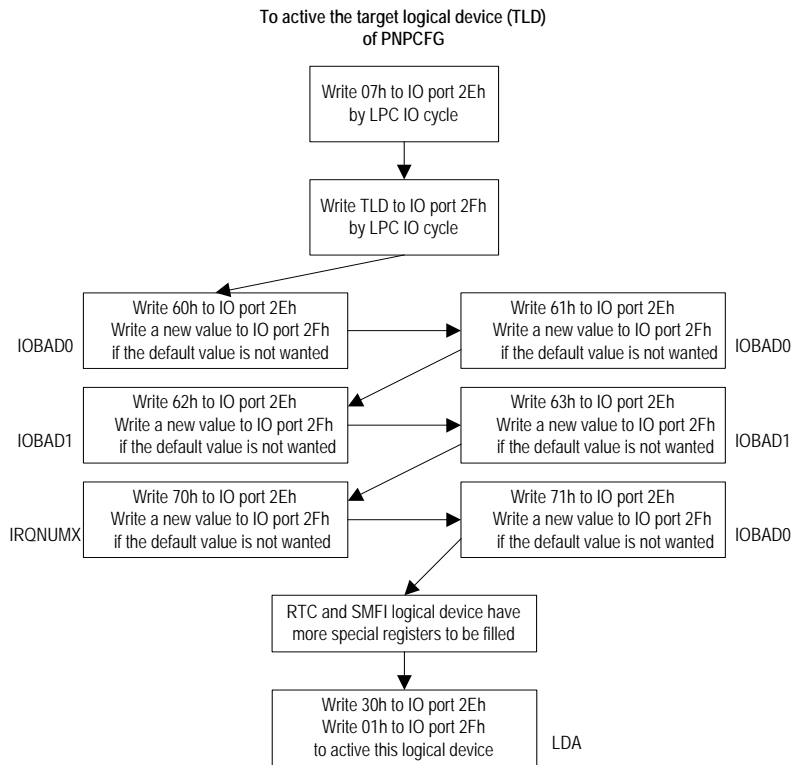 To active the target logical device (TLD)
of PNPCFG
Write 07h to IO port 2Eh
by LPC IO cycle
Write TLD to IO port 2Fh
by LPC IO cycle
Write 60h to IO port 2Eh
Write a new value to IO port 2Fh
if the default value is not wanted
IOBAD0
Write 61h to IO port 2Eh
Write a new value to IO port 2Fh
if the default value is not wanted
IOBAD0
Write 62h to IO port 2Eh
Write a new value to IO port 2Fh
if the default value is not wanted
IOBAD1
Write 63h to IO port 2Eh
Write a new value to IO port 2Fh
if the default value is not wanted
IOBAD1
Write 70h to IO port 2Eh
Write a new value to IO port 2Fh
if the default value is not wanted
IRQNUMX
Write 71h to IO port 2Eh
Write a new value to IO port 2Fh
if the default value is not wanted
IOBAD0
RTC and SMFI logical device have
more special registers to be filled
Write 30h to IO port 2Eh
Write 01h to IO port 2Fh
to active this logical device
LDA